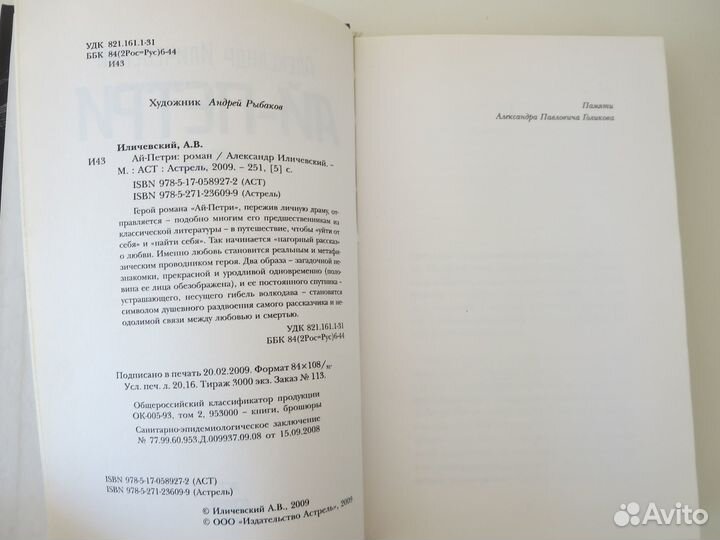 УДК 821.161.1-31
ББК 84(2Рос=Рус)6-44
И43
Художник Андрей Рыбаков
Иличевский, А.В.
И43 Ай-Петри: роман / Александр Иличевский. –
М. : АСТ : Астрель, 2009. – 251, [5] с.
ISBN 978-5-17-058927-2 (АСТ)
ISBN 978-5-271-23609-9 (Астрель)
Герой романа «Ай-Петри», пережив личную драму, от-
правляется – подобно многим его предшественникам из
классической литературы – в путешествие, чтобы «уйти от
себя» и «найти себя». Так начинается «нагорный рассказ»
о любви. Именно любовь становится реальным и метафи-
зическим проводником героя. Два образа – загадочной не-
знакомки, прекрасной и уродливой одновременно (поло-
вина ее лица обезображена), и ее постоянного спутника –
устрашающего, несущего гибель волкодава – становятся
символом душевного раздвоения самого рассказчика и не-
одолимой связи между любовью и смертью.
УДК 821.161.1-31
ББК 84(2Рос=Рус)6-44
Подписано в печать 20.02.2009. Формат 84×108/32.
Усл. печ. л. 20,16. Тираж 3000 экз. Заказ № 113.
Общероссийский классификатор продукции
ОК-005-93, том 2, 953000 – книги, брошюры
Санитарно-эпидемиологическое заключение
№ 77.99.60.953.Д.009937.09.08 от 15.09.2008
ISBN 978-5-17-058927-2 (АСТ)
ISBN 978-5-271-23609-9 (Астрель)
© Иличевский А.В., 2009
© ООО «Издательство Астрель», 2009
Памяти
Александра Павловича Голикова
Avito